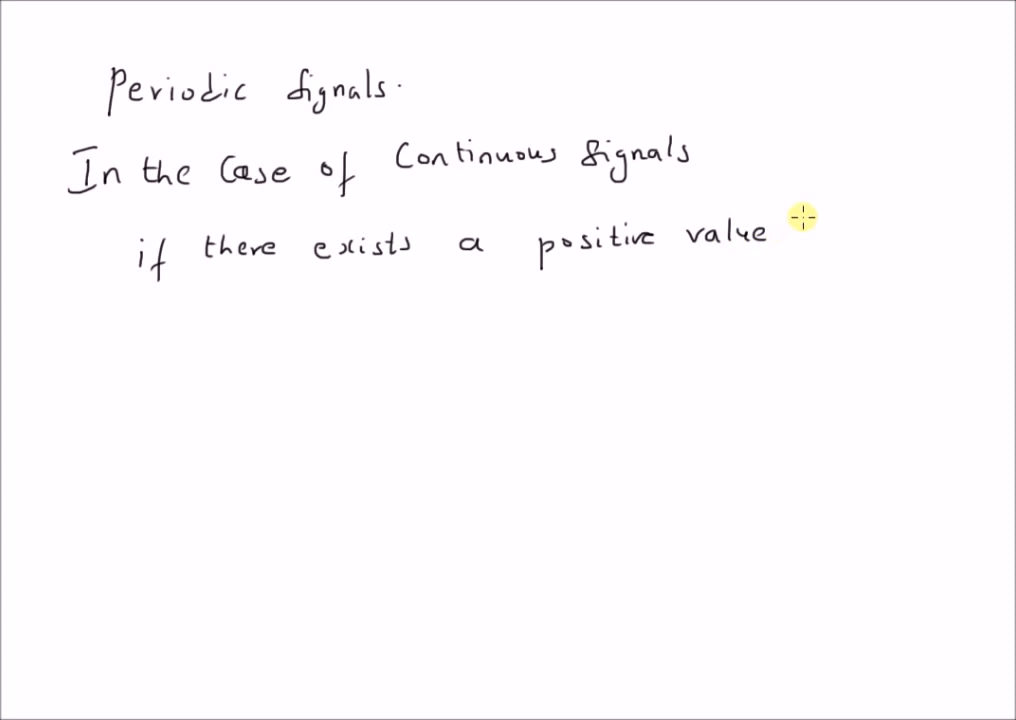 Periodic Signals.
In the Case of Continuous Signals
if there exists a positive value